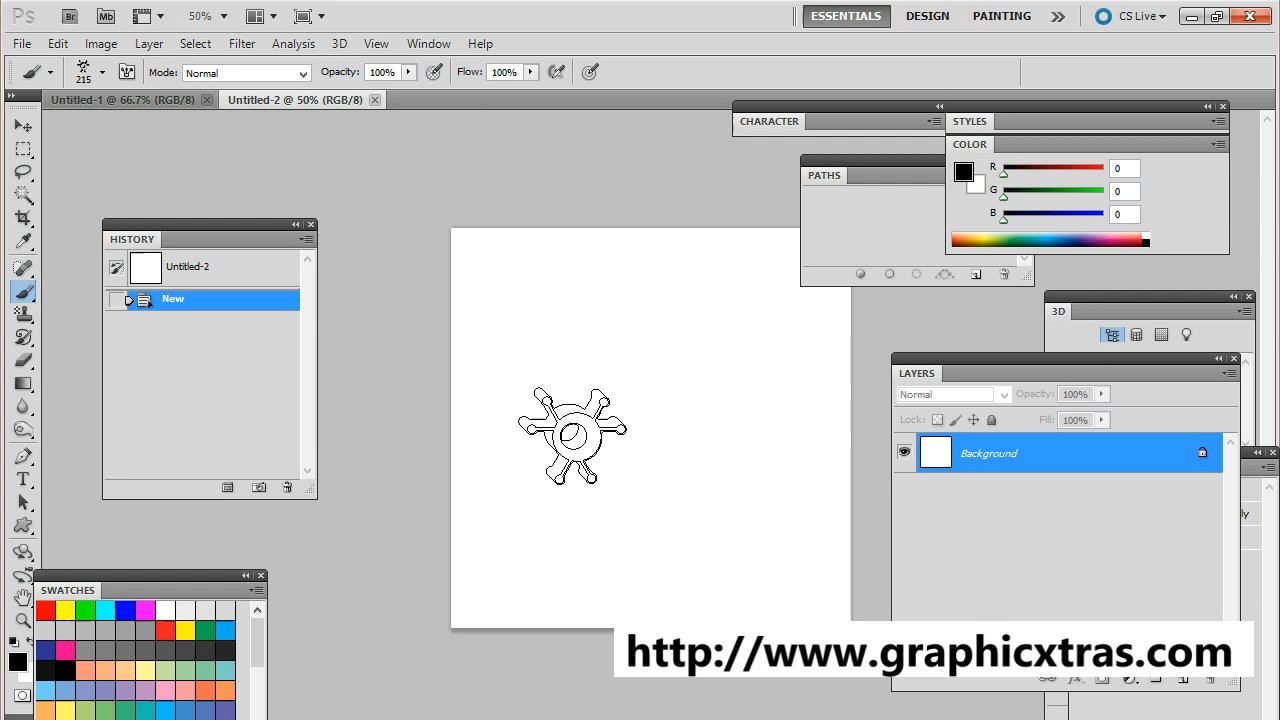 Ps Br Mb 50% ESSENTIALS DESIGN PAINTING CS Live
File Edit Image Layer Select Filter Analysis 3D View Window Help
215 Mode: Normal Opacity: 100% Flow: 100%
Untitled-1 @ 66.7% (RGB/8) Untitled-2 @ 50% (RGB/8)
CHARACTER STYLES
COLOR
R 0
G 0
B 0
PATHS
HISTORY
Untitled-2
New
3D
LAYERS
Normal Opacity: 100%
Lock: Fill: 100%
Background
ly
SWATCHES
http://www.graphicxtras.com